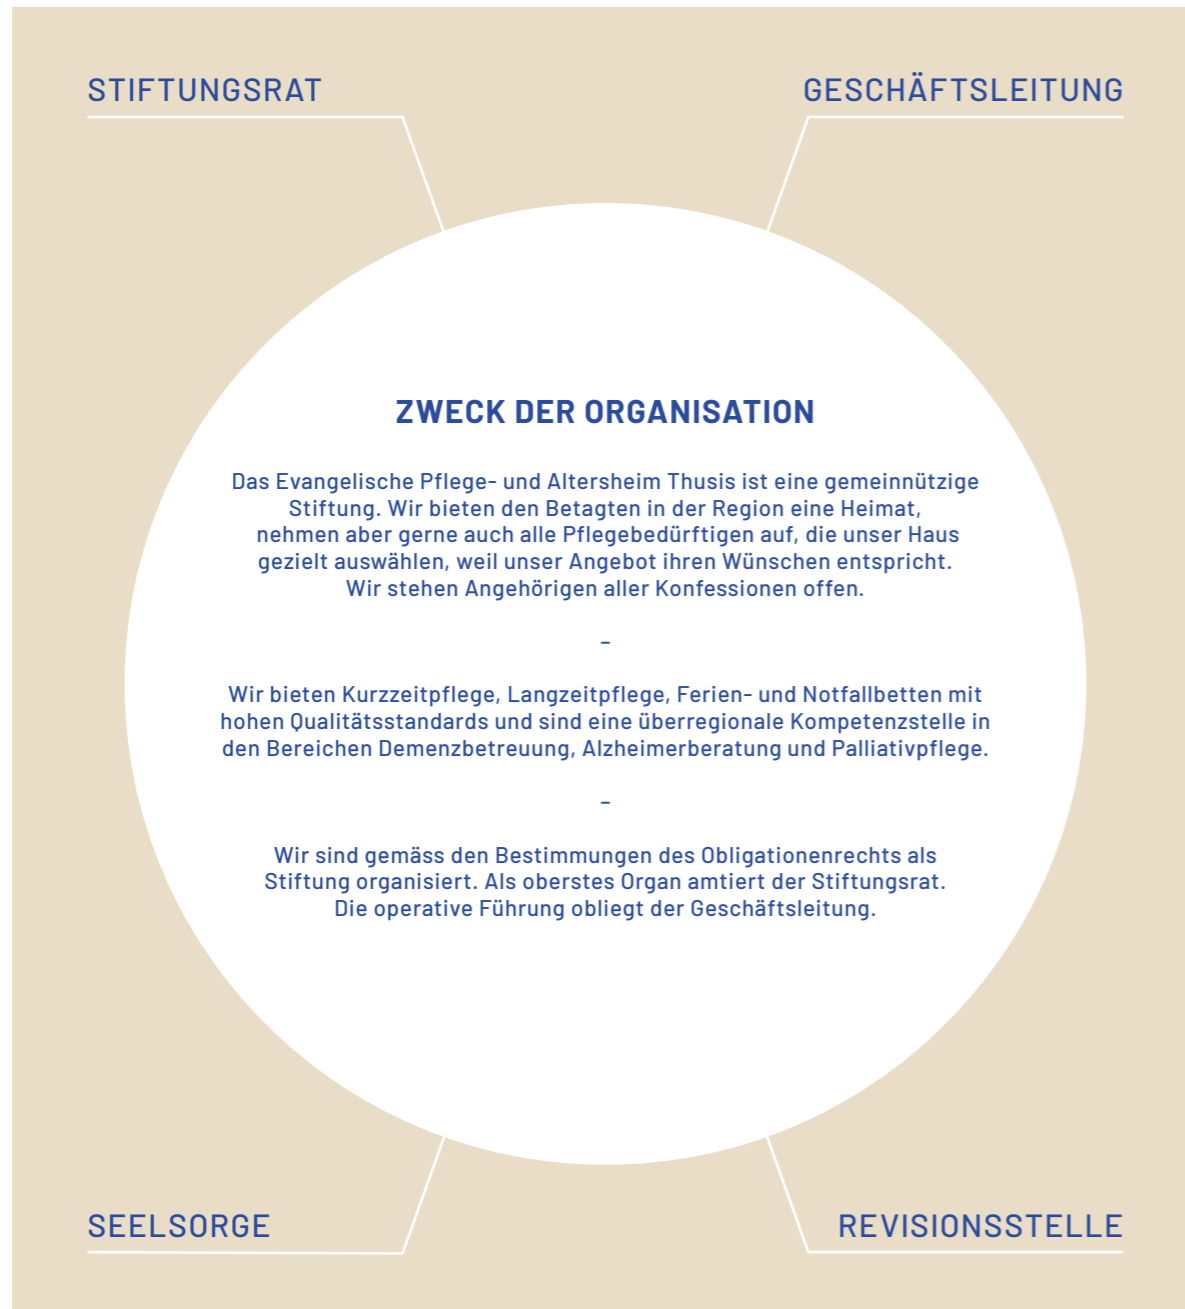 STIFTUNGSRAT
GESCHÄFTSLEITUNG
ZWECK DER ORGANISATION
Das Evangelische Pflege- und Altersheim Thusis ist eine gemeinnützige
Stiftung. Wir bieten den Betagten in der Region eine Heimat,
nehmen aber gerne auch alle Pflegebedürftigen auf, die unser Haus
gezielt auswählen, weil unser Angebot ihren Wünschen entspricht.
Wir stehen Angehörigen aller Konfessionen offen.
–
Wir bieten Kurzzeitpflege, Langzeitpflege, Ferien- und Notfallbetten mit
hohen Qualitätsstandards und sind eine überregionale Kompetenzstelle in
den Bereichen Demenzbetreuung, Alzheimerberatung und Palliativpflege.
–
Wir sind gemäss den Bestimmungen des Obligationenrechts als
Stiftung organisiert. Als oberstes Organ amtiert der Stiftungsrat.
Die operative Führung obliegt der Geschäftsleitung.
SEELSORGE
REVISIONSSTELLE